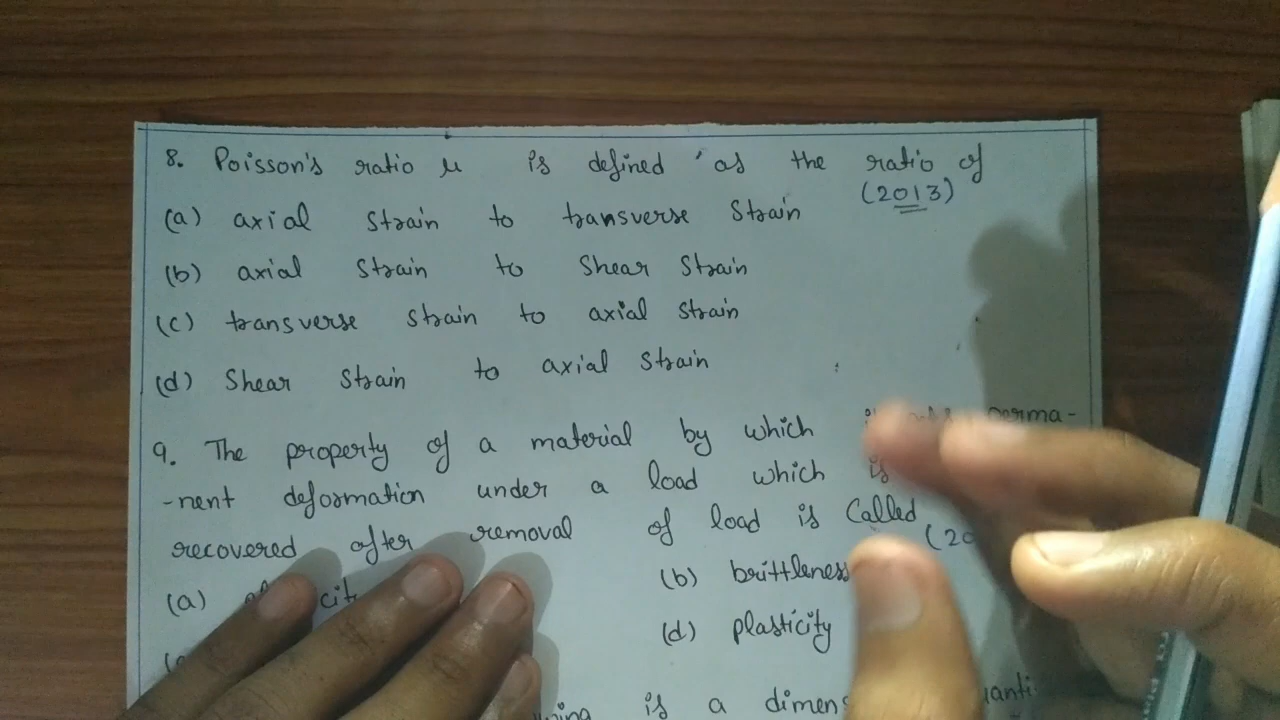 8. Poisson's ratio μ is defined as the ratio of
(2013)
(a) axial strain to transverse strain
(b) axial strain to shear strain
(c) transverse strain to axial strain
(d) Shear strain to axial strain
9. The property of a material by which perma-
-nent deformation under a load which is
recovered after removal of load is called
(a) (b) brittleness
(d) plasticity
is a